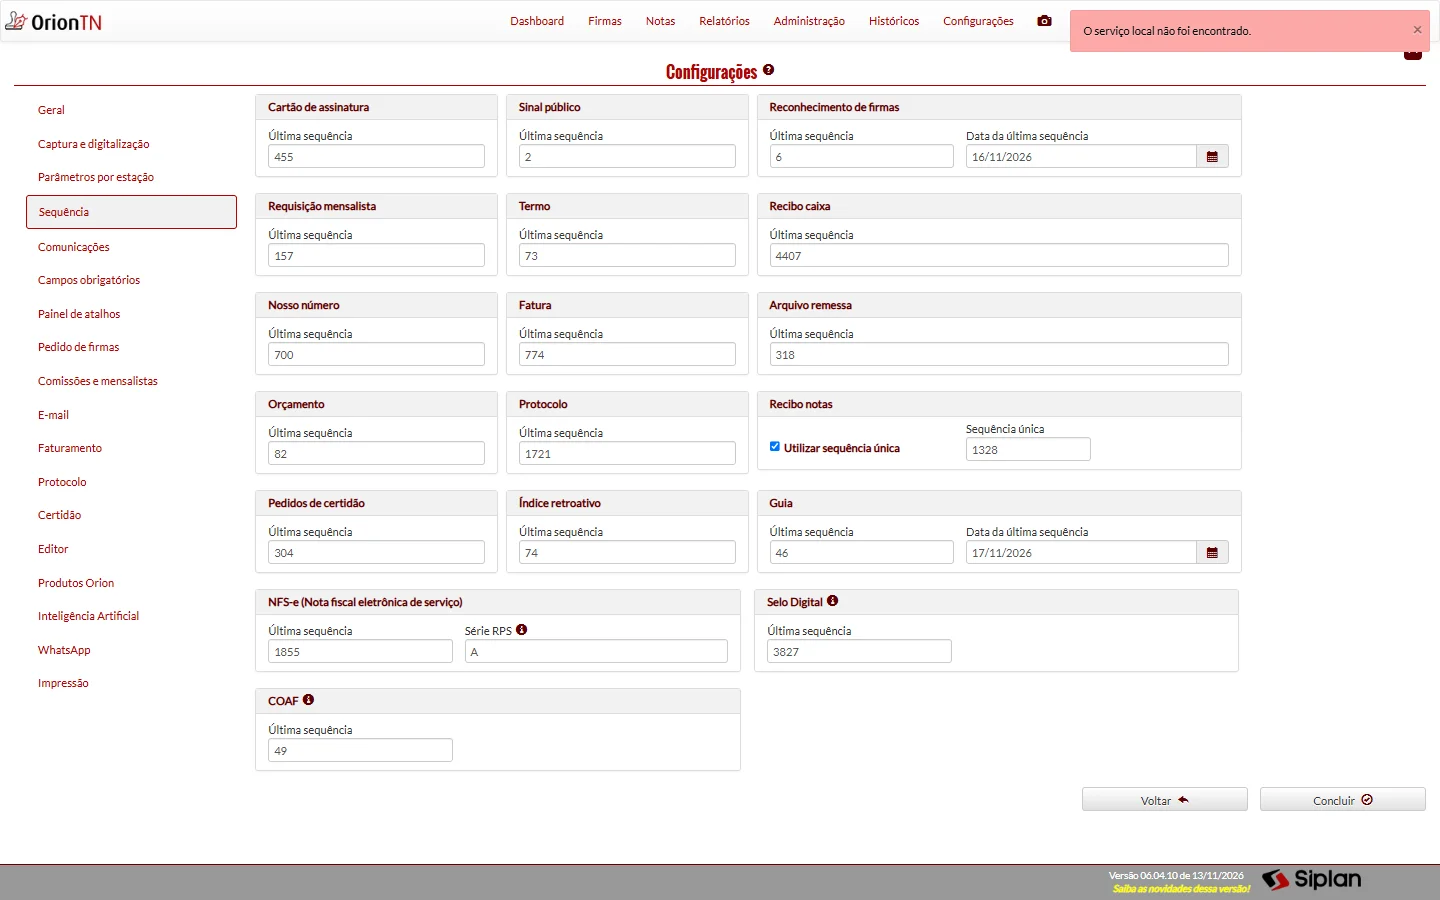 OrionTN
Dashboard
Firmas
Notas
Relatórios
Administração
Históricos
Configurações
O serviço local não foi encontrado.
×
Configurações
Geral
Captura e digitalização
Parâmetros por estação
Sequência
Comunicações
Campos obrigatórios
Painel de atalhos
Pedido de firmas
Comissões e mensalistas
E-mail
Faturamento
Protocolo
Certidão
Editor
Produtos Orion
Inteligência Artificial
WhatsApp
Impressão
Cartão de assinatura
Última sequência
455
Sinal público
Última sequência
2
Reconhecimento de firmas
Última sequência
6
Data da última sequência
16/11/2026
Requisição mensalista
Última sequência
157
Termo
Última sequência
73
Recibo caixa
Última sequência
4407
Nosso número
Última sequência
700
Fatura
Última sequência
774
Arquivo remessa
Última sequência
318
Orçamento
Última sequência
82
Protocolo
Última sequência
1721
Recibo notas
Utilizar sequência única
Sequência única
1328
Pedidos de certidão
Última sequência
304
Índice retroativo
Última sequência
74
Guia
Última sequência
46
Data da última sequência
17/11/2026
NFS-e (Nota fiscal eletrônica de serviço)
Última sequência
1855
Série RPS
A
Selo Digital
Última sequência
3827
COAF
Última sequência
49
Voltar
Concluir
Versão 06.04.10 de 13/11/2026
Saiba as novidades dessa versão!
Siplan